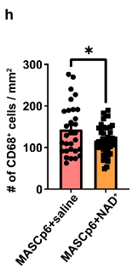 h
*
# of CD68⁺ cells / mm²
300
200
100
0
MASCp6+saline
MASCp6+NAD⁺